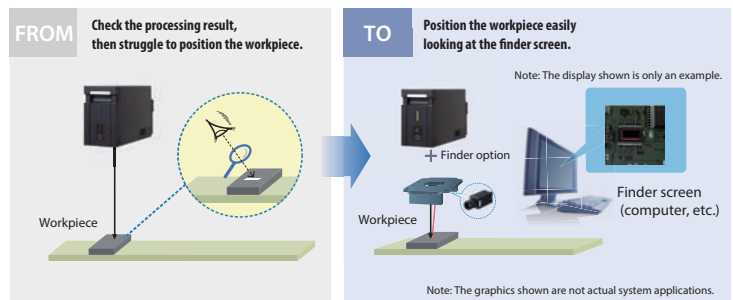 FROM
Check the processing result,
then struggle to position the workpiece.
Workpiece
TO
Position the workpiece easily
looking at the finder screen.
Note: The display shown is only an example.
Finder option
Workpiece
Finder screen
(computer, etc.)
Note: The graphics shown are not actual system applications.